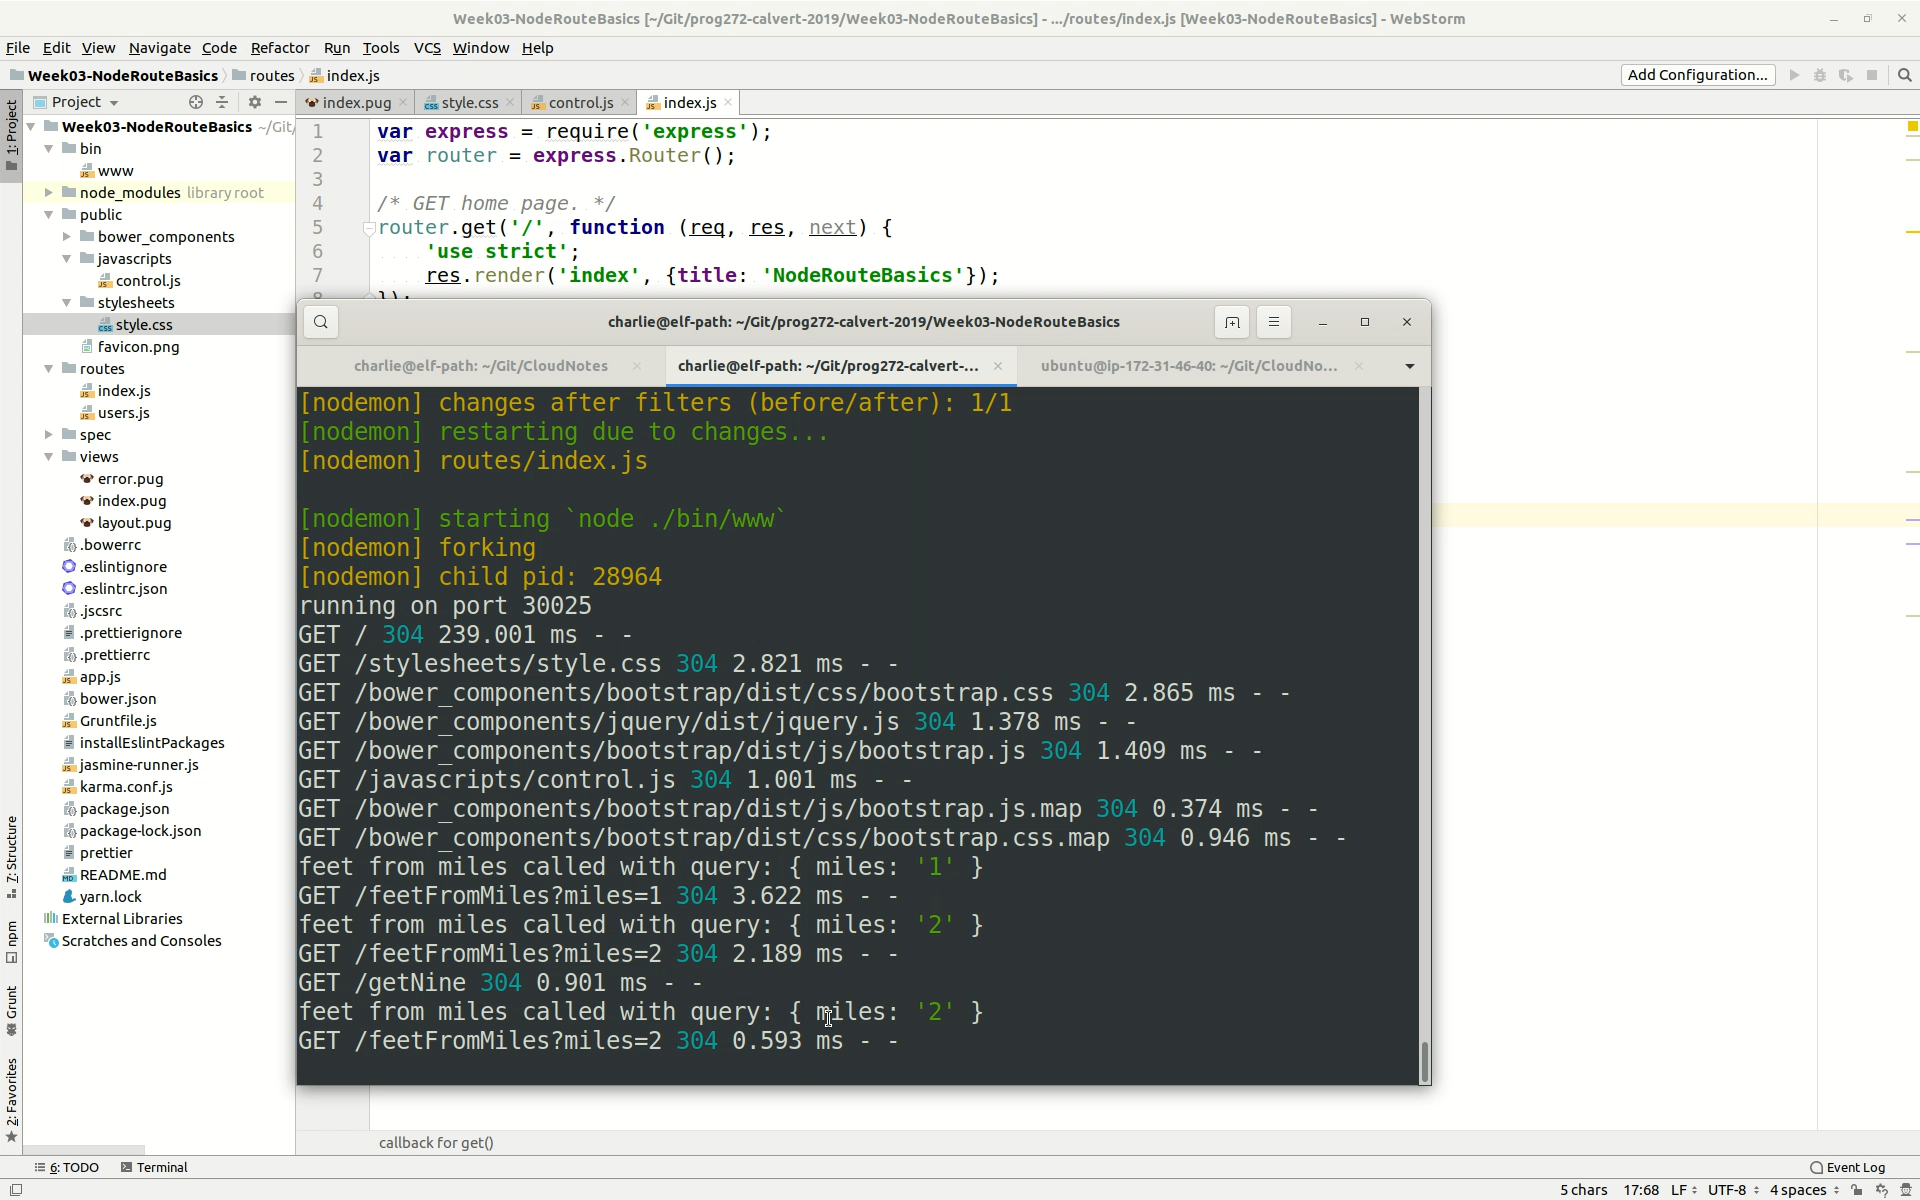 Week03-NodeRouteBasics [~/Git/prog272-calvert-2019/Week03-NodeRouteBasics] - .../routes/index.js [Week03-NodeRouteBasics] - WebStorm
File Edit View Navigate Code Refactor Run Tools VCS Window Help
Week03-NodeRouteBasics routes index.js
Add Configuration...
1: Project
Project
index.pug
style.css
control.js
index.js
Week03-NodeRouteBasics ~/Git/
bin
www
node_modules library root
public
bower_components
javascripts
control.js
stylesheets
style.css
favicon.png
routes
index.js
users.js
spec
views
error.pug
index.pug
layout.pug
.bowerrc
.eslintignore
.eslintrc.json
.jscsrc
.prettierignore
.prettierrc
app.js
bower.json
Gruntfile.js
installEslintPackages
jasmine-runner.js
karma.conf.js
package.json
package-lock.json
prettier
README.md
yarn.lock
External Libraries
Scratches and Consoles
7: Structure
npm
Grunt
2: Favorites
1 var express = require('express');
2 var router = express.Router();
3
4 /* GET home page. */
5 router.get('/', function (req, res, next) {
6 'use strict';
7 res.render('index', {title: 'NodeRouteBasics'});
8 });
charlie@elf-path: ~/Git/prog272-calvert-2019/Week03-NodeRouteBasics
charlie@elf-path: ~/Git/CloudNotes
charlie@elf-path: ~/Git/prog272-calvert-...
ubuntu@ip-172-31-46-40: ~/Git/CloudNo...
[nodemon] changes after filters (before/after): 1/1
[nodemon] restarting due to changes...
[nodemon] routes/index.js
[nodemon] starting `node ./bin/www`
[nodemon] forking
[nodemon] child pid: 28964
running on port 30025
GET / 304 239.001 ms - -
GET /stylesheets/style.css 304 2.821 ms - -
GET /bower_components/bootstrap/dist/css/bootstrap.css 304 2.865 ms - -
GET /bower_components/jquery/dist/jquery.js 304 1.378 ms - -
GET /bower_components/bootstrap/dist/js/bootstrap.js 304 1.409 ms - -
GET /javascripts/control.js 304 1.001 ms - -
GET /bower_components/bootstrap/dist/js/bootstrap.js.map 304 0.374 ms - -
GET /bower_components/bootstrap/dist/css/bootstrap.css.map 304 0.946 ms - -
feet from miles called with query: { miles: '1' }
GET /feetFromMiles?miles=1 304 3.622 ms - -
feet from miles called with query: { miles: '2' }
GET /feetFromMiles?miles=2 304 2.189 ms - -
GET /getNine 304 0.901 ms - -
feet from miles called with query: { miles: '2' }
GET /feetFromMiles?miles=2 304 0.593 ms - -
callback for get()
6: TODO Terminal
Event Log
5 chars 17:68 LF UTF-8 4 spaces